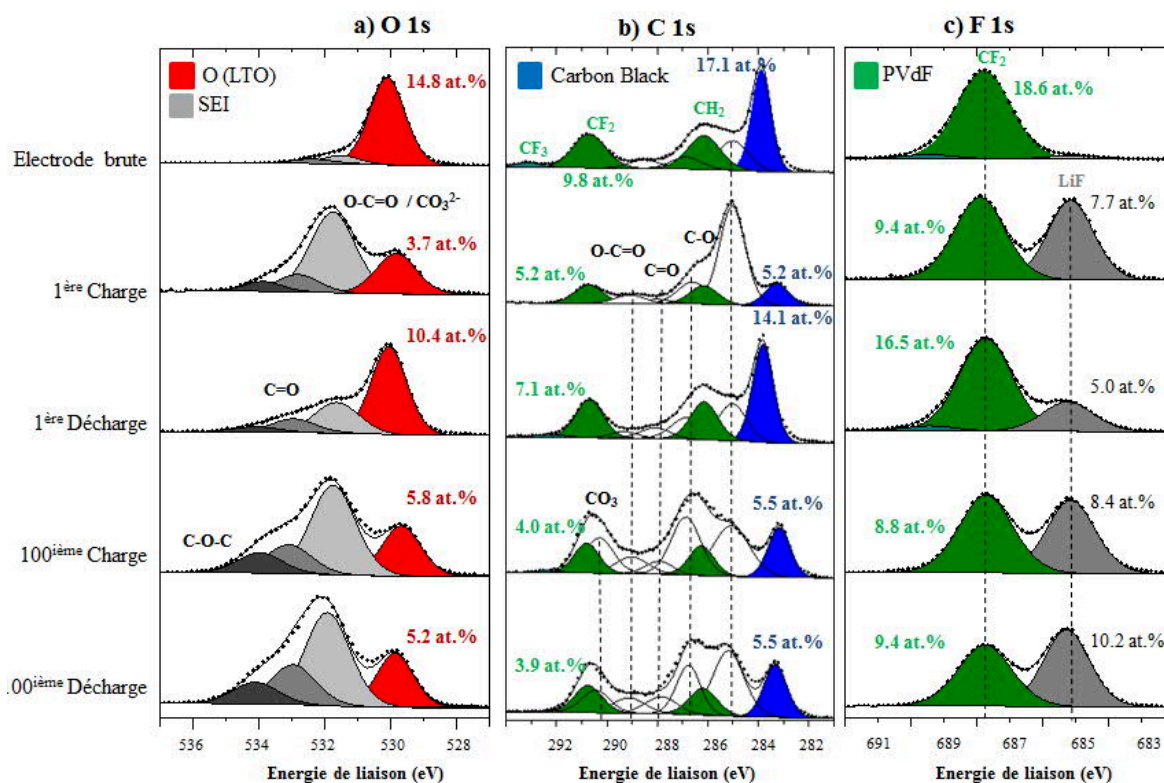 a) O 1s
b) C 1s
c) F 1s
O (LTO)
SEI
14.8 at.%
Carbon Black
17.1 at.%
PVdF
CF2
18.6 at.%
Electrode brute
CF3
CF2
CH2
9.8 at.%
O-C=O / CO3 2-
3.7 at.%
O-C=O
C=O
C-O
5.2 at.%
5.2 at.%
LiF
9.4 at.%
7.7 at.%
1ère Charge
10.4 at.%
C=O
14.1 at.%
7.1 at.%
16.5 at.%
5.0 at.%
1ère Décharge
5.8 at.%
C-O-C
CO3
4.0 at.%
5.5 at.%
8.8 at.%
8.4 at.%
100ième Charge
5.2 at.%
3.9 at.%
5.5 at.%
9.4 at.%
10.2 at.%
00ième Décharge
536 534 532 530 528
292 290 288 286 284 282
691 689 687 685 683
Energie de liaison (eV)
Energie de liaison (eV)
Energie de liaison (eV)